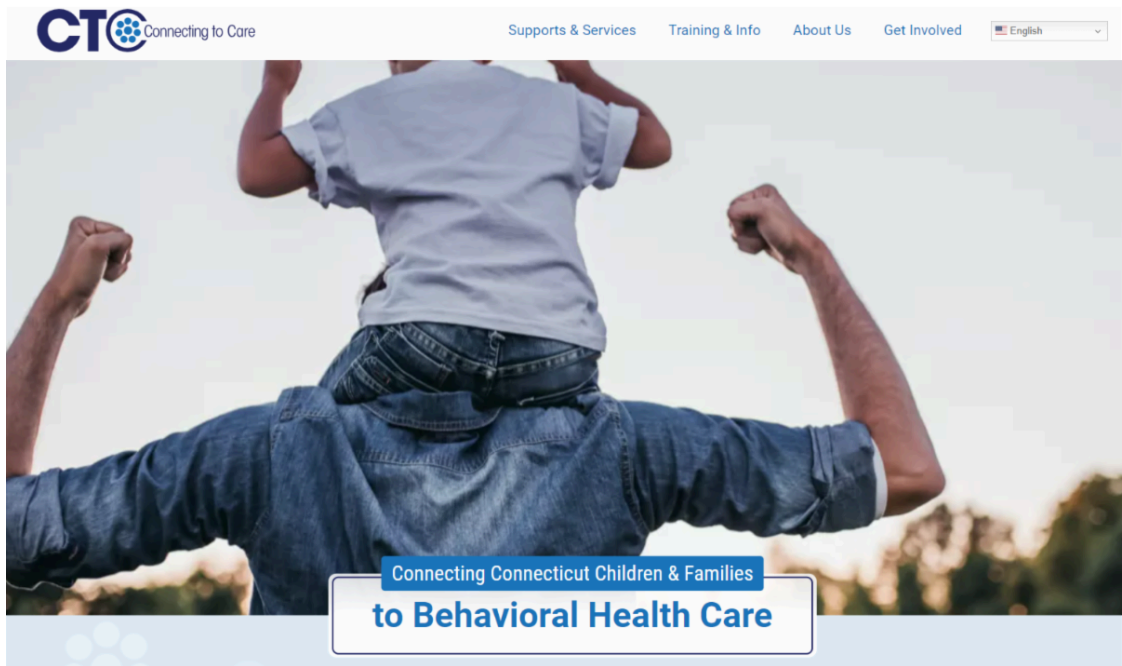 CTC Connecting to Care
Supports & Services
Training & Info
About Us
Get Involved
English
Connecting Connecticut Children & Families
to Behavioral Health Care